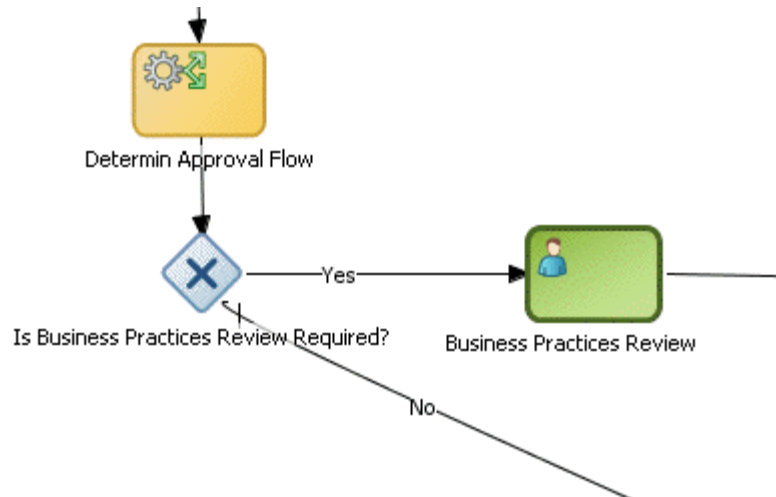 Determin Approval Flow
Yes
Is Business Practices Review Required?
Business Practices Review
No